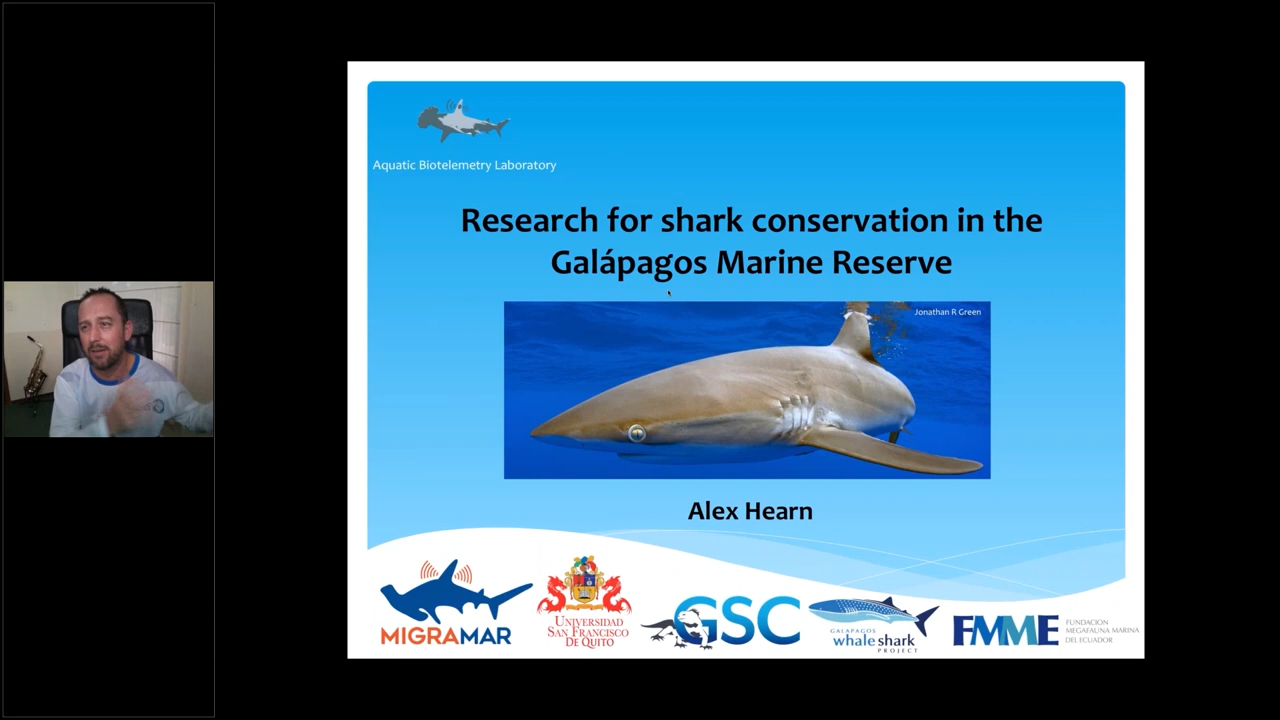 Aquatic Biotelemetry Laboratory
Research for shark conservation in the
Galápagos Marine Reserve
Jonathan R Green
Alex Hearn
MIGRAMAR
UNIVERSIDAD
SAN FRANCISCO
DE QUITO
GSC
GALAPAGOS
whale shark
PROJECT
FMME
FUNDACION
MEGAFAUNA MARINA
DEL ECUADOR